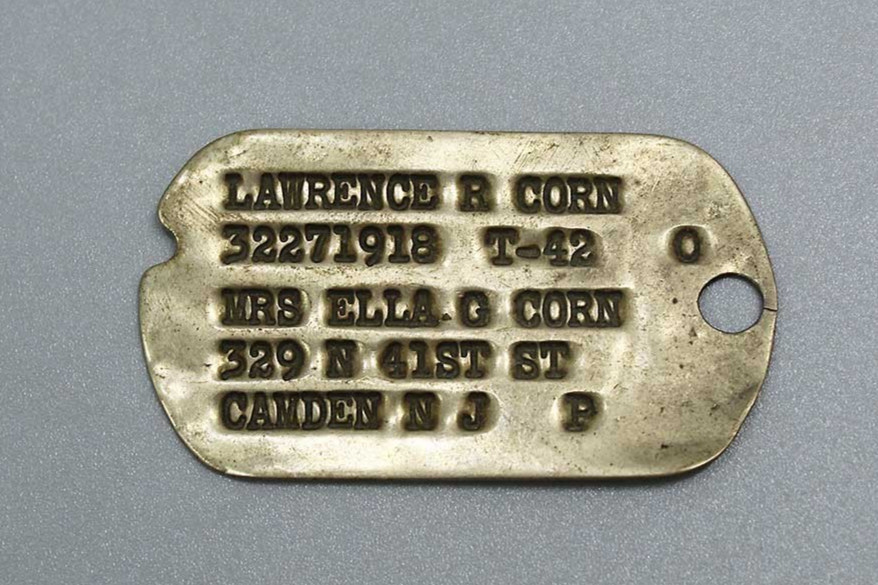 LAWRENCE R CORN
32271918 T-42 O
MRS ELLA G CORN
329 N 41ST ST
CAMDEN N J P